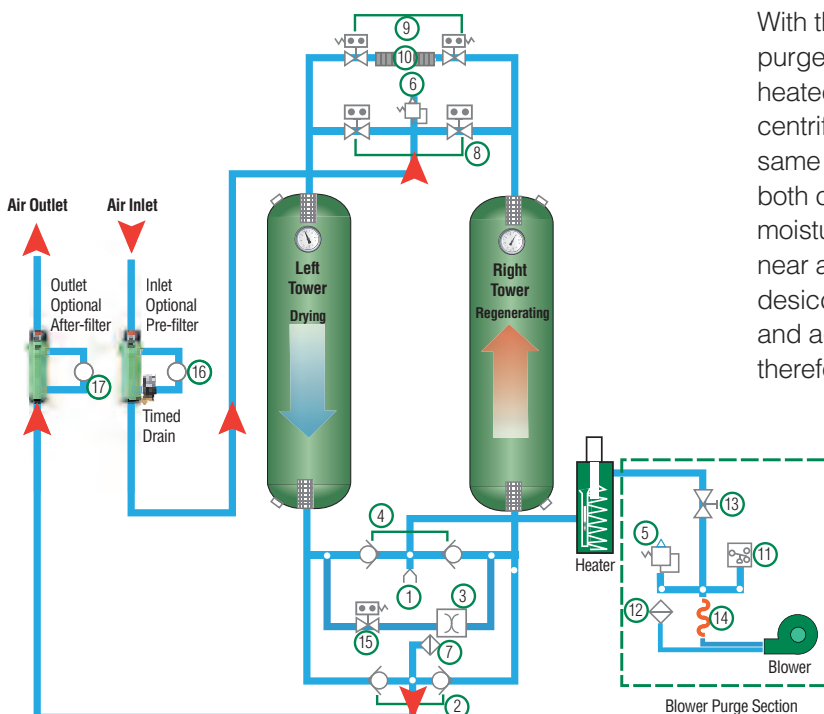 With th
purge
heated
centrif
same
both o
moistu
near a
desicc
and a
therefo
9
10
6
8
Air Outlet
Air Inlet
Outlet
Optional
After-filter
Inlet
Optional
Pre-filter
17
16
Timed
Drain
Left
Tower
Drying
Right
Tower
Regenerating
4
1
3
15
7
2
Heater
13
5
11
12
14
Blower
Blower Purge Section